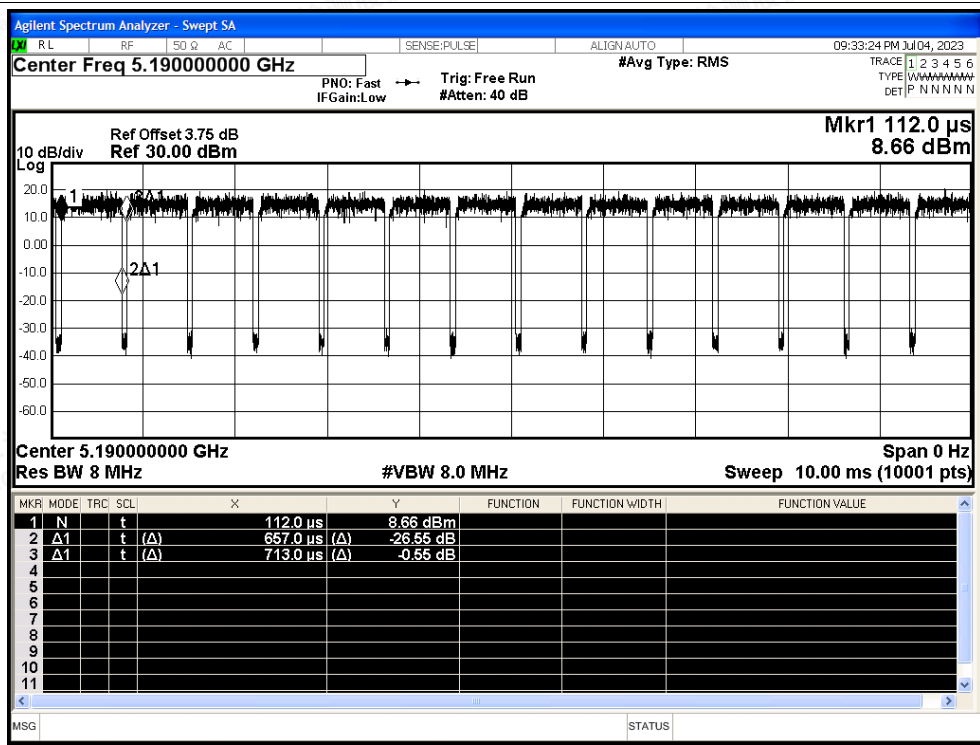 Agilent Spectrum Analyzer - Swept SA
LXI RL RF 50 Ω AC SENSE:PULSE ALIGN AUTO 09:33:24 PM Jul 04, 2023
Center Freq 5.190000000 GHz
PNO: Fast
IFGain:Low
Trig: Free Run
#Atten: 40 dB
#Avg Type: RMS
TRACE 1 2 3 4 5 6
TYPE
DET P N N N N N
Ref Offset 3.75 dB
10 dB/div Ref 30.00 dBm
Log
Mkr1 112.0 µs
8.66 dBm
20.0
10.0
0.00
-10.0
-20.0
-30.0
-40.0
-50.0
-60.0
1
3Δ1
2Δ1
Center 5.190000000 GHz Span 0 Hz
Res BW 8 MHz #VBW 8.0 MHz Sweep 10.00 ms (10001 pts)
MKR MODE TRC SCL X Y FUNCTION FUNCTION WIDTH FUNCTION VALUE
1 N t 112.0 µs 8.66 dBm
2 Δ1 t (Δ) 657.0 µs (Δ) -26.55 dB
3 Δ1 t (Δ) 713.0 µs (Δ) -0.55 dB
4
5
6
7
8
9
10
11
MSG STATUS